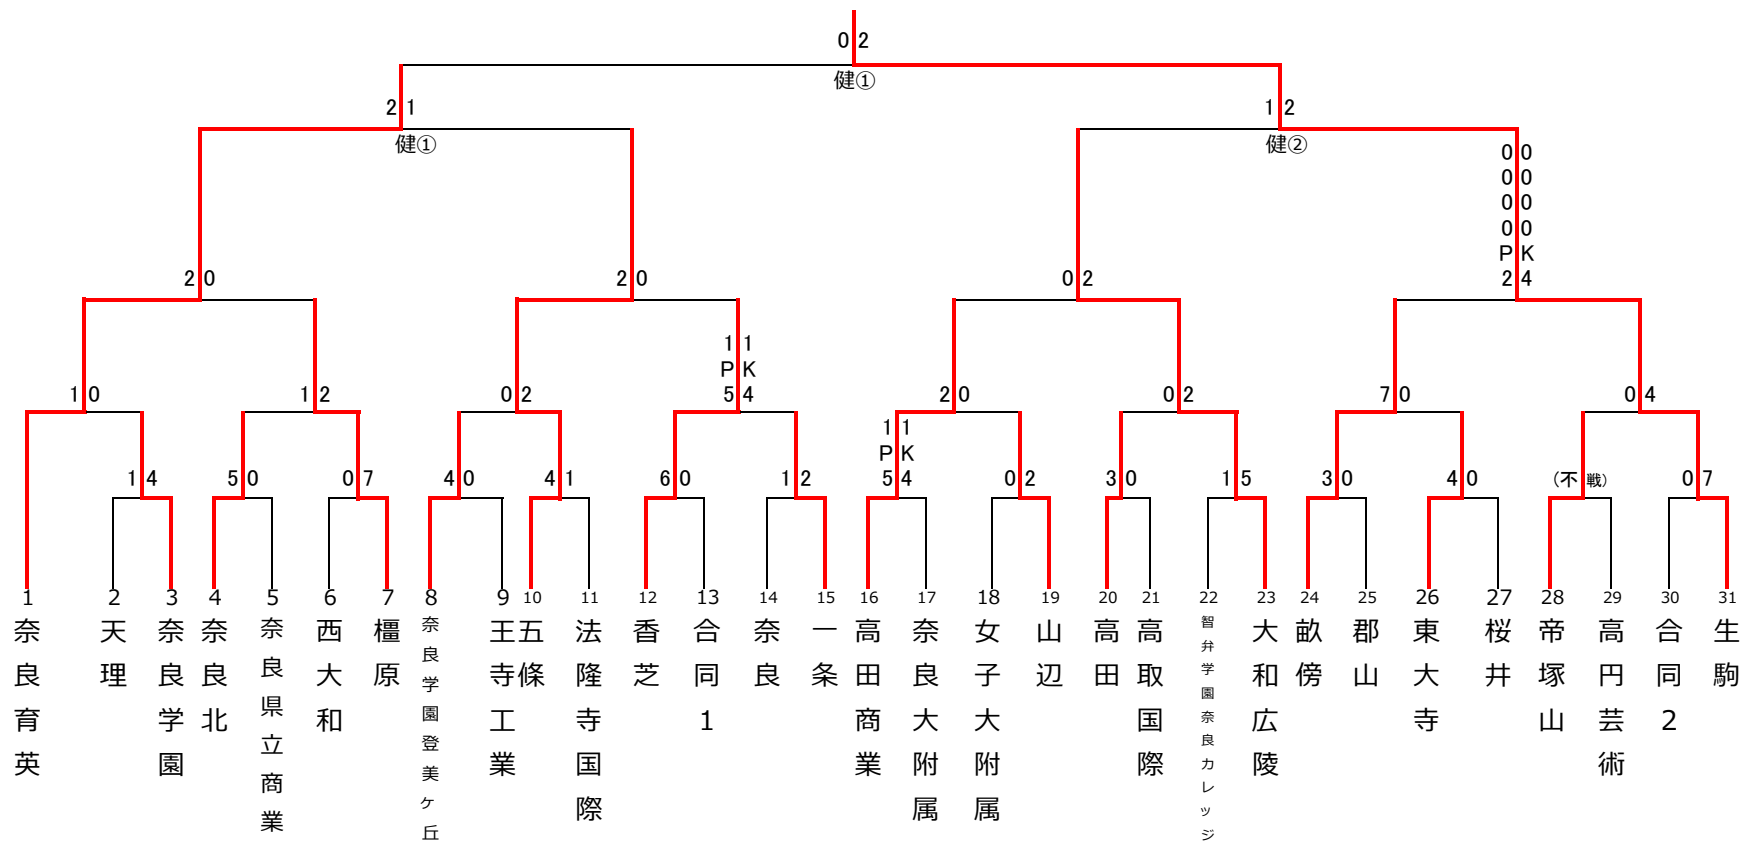 0 2
健①
2 1
1 2
健①
健②
0 0
0 0
0 0
0 0
P K
2 4
2 0
2 0
0 2
1 1
P K
5 4
1 0
1 2
0 2
2 0
0 2
7 0
0 4
1 1
P K
5 4
1 4
5 0
0 7
4 0
4 1
6 0
1 2
0 2
3 0
1 5
3 0
4 0
(不戦)
0 7
1 奈良育英
2 天理
3 奈良学園
4 奈良北
5 奈良県立商業
6 西大和
7 橿原
8 奈良学園登美ケ丘
9 王寺工業
10 五條
11 法隆寺国際
12 香芝
13 合同1
14 奈良
15 一条
16 高田商業
17 奈良大附属
18 女子大附属
19 山辺
20 高田
21 高取国際
22 智弁学園奈良カレッジ
23 大和広陵
24 畝傍
25 郡山
26 東大寺
27 桜井
28 帝塚山
29 高円芸術
30 合同2
31 生駒